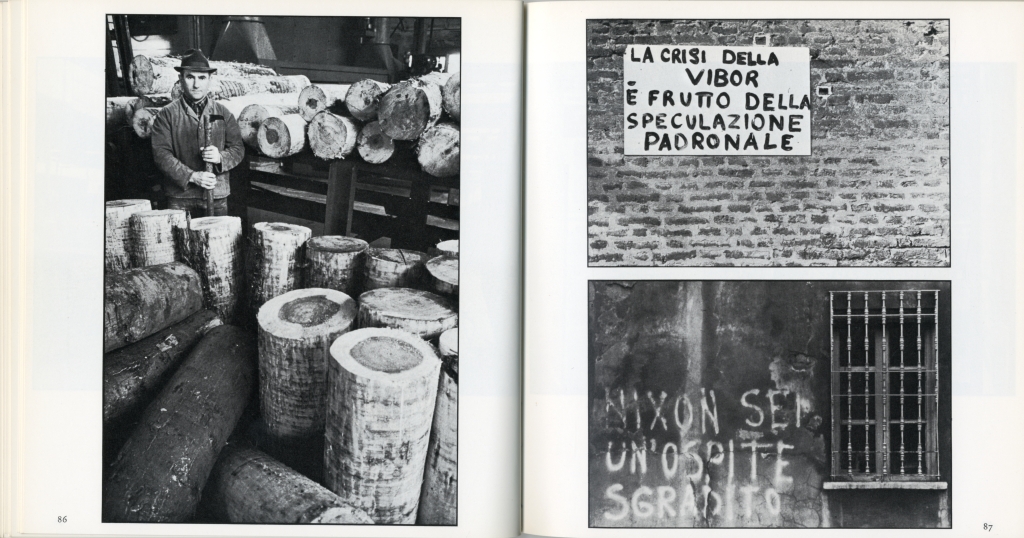 86
LA CRISI DELLA
VIBOR
È FRUTTO DELLA
SPECULAZIONE
PADRONALE
NIXON SEI
UN'OSPITE
SGRADITO
87